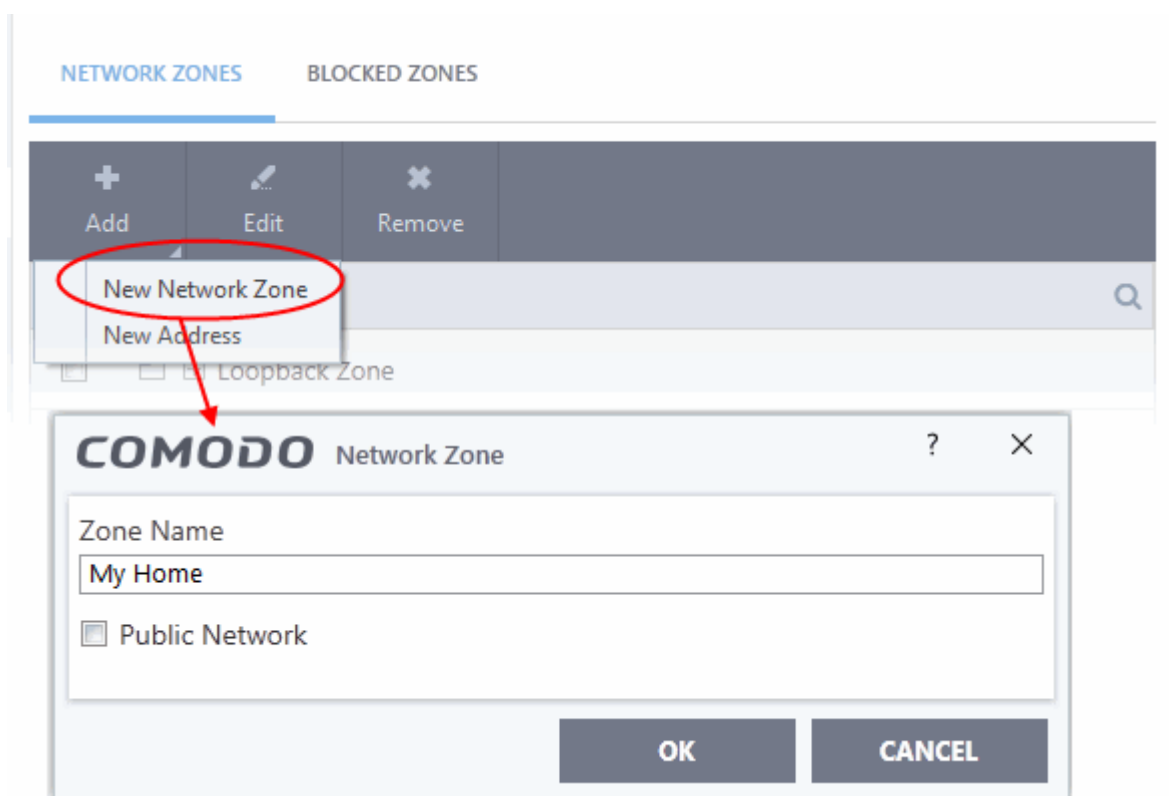 NETWORK ZONES BLOCKED ZONES
Add Edit Remove
New Network Zone
New Address
Loopback Zone
COMODO Network Zone ?
Zone Name
My Home
Public Network
OK CANCEL